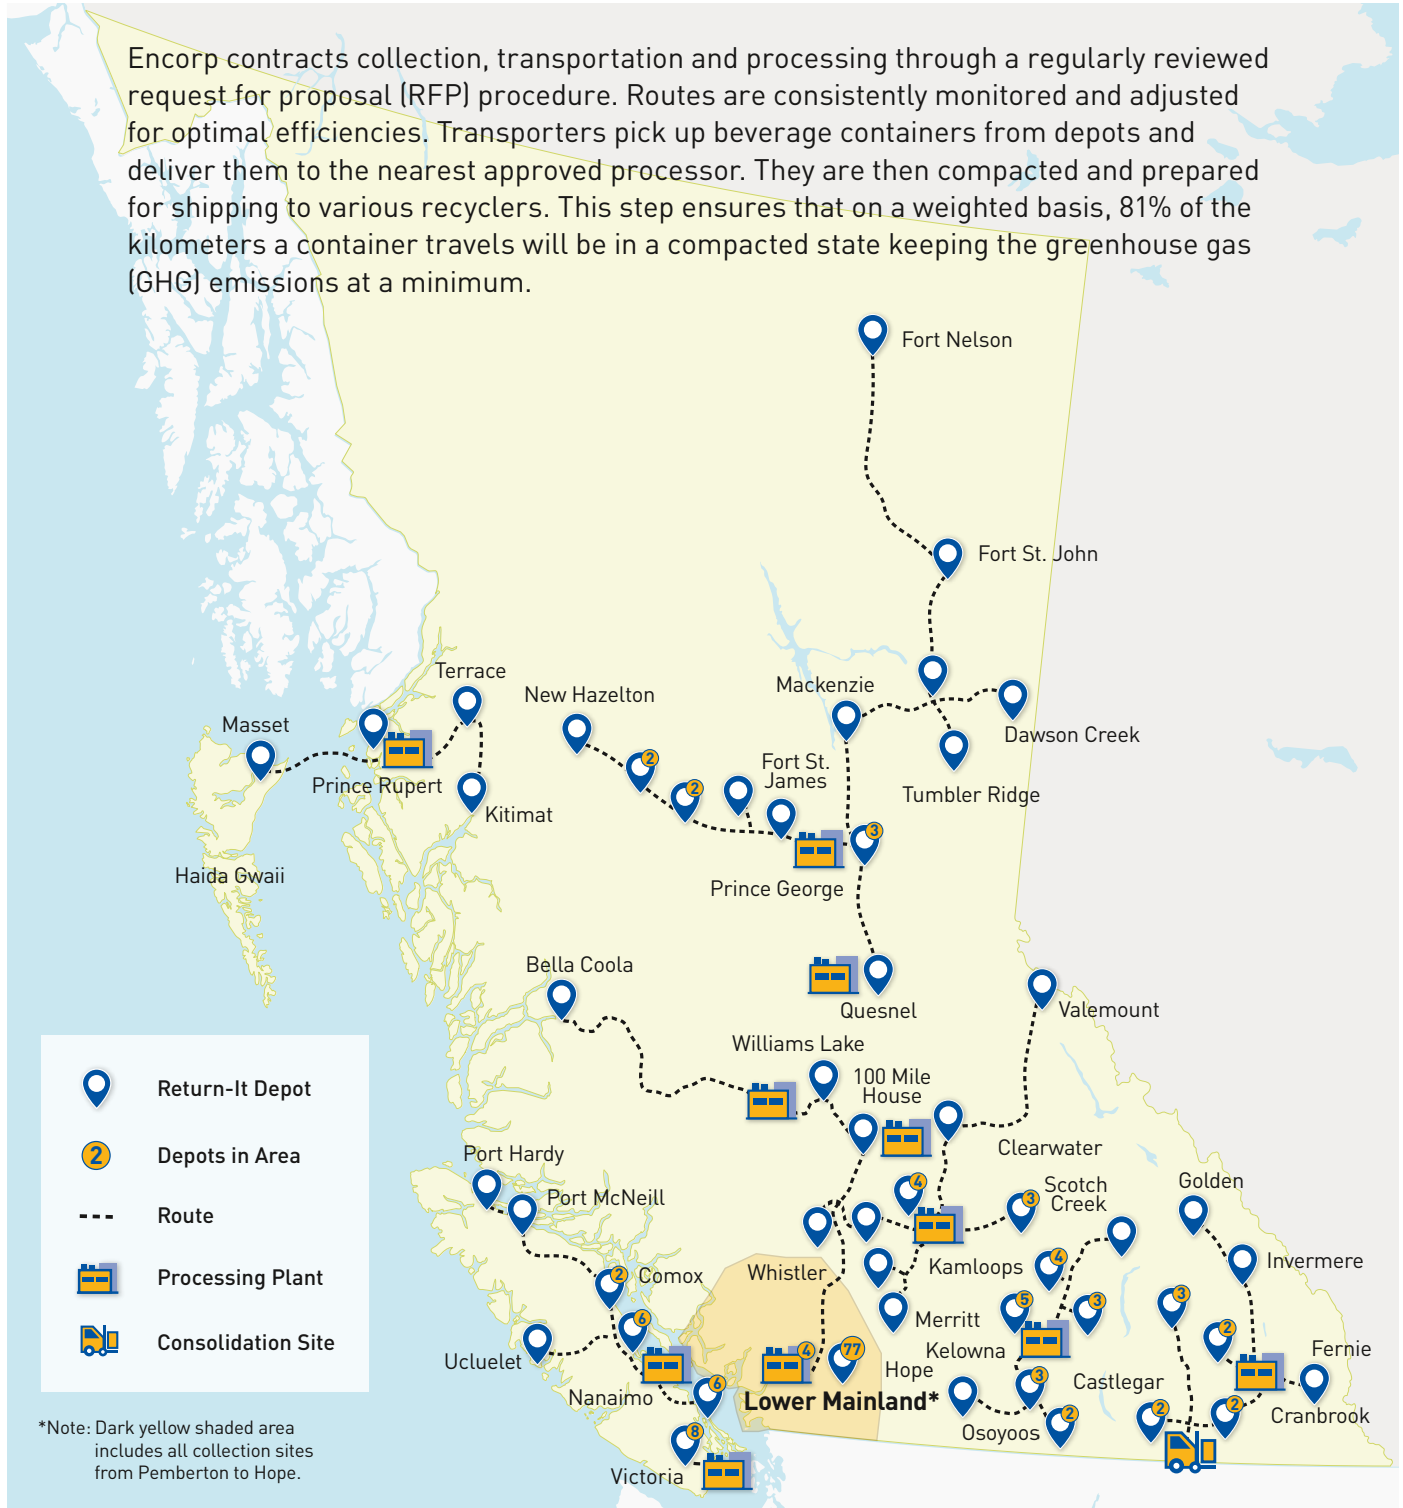 Encorp contracts collection, transportation and processing through a regularly reviewed
request for proposal (RFP) procedure. Routes are consistently monitored and adjusted
for optimal efficiencies. Transporters pick up beverage containers from depots and
deliver them to the nearest approved processor. They are then compacted and prepared
for shipping to various recyclers. This step ensures that on a weighted basis, 81% of the
kilometers a container travels will be in a compacted state keeping the greenhouse gas
(GHG) emissions at a minimum.
Fort Nelson
Fort St. John
Terrace
New Hazelton
Mackenzie
Masset
Dawson Creek
2
Fort St.
James
Prince Rupert
2
Tumbler Ridge
Kitimat
3
Haida Gwaii
Prince George
Bella Coola
Quesnel
Valemount
Williams Lake
100 Mile
House
Clearwater
Port Hardy
Port McNeill
4
3
Scotch
Creek
Golden
Whistler
Kamloops
4
Invermere
2
Comox
5
3
3
6
Merritt
2
Ucluelet
Kelowna
Fernie
4
77
Hope
Castlegar
3
Nanaimo
6
Lower Mainland*
2
2
2
Cranbrook
Osoyoos
8
Victoria
Return-It Depot
2
Depots in Area
Route
Processing Plant
Consolidation Site
*Note: Dark yellow shaded area
includes all collection sites
from Pemberton to Hope.